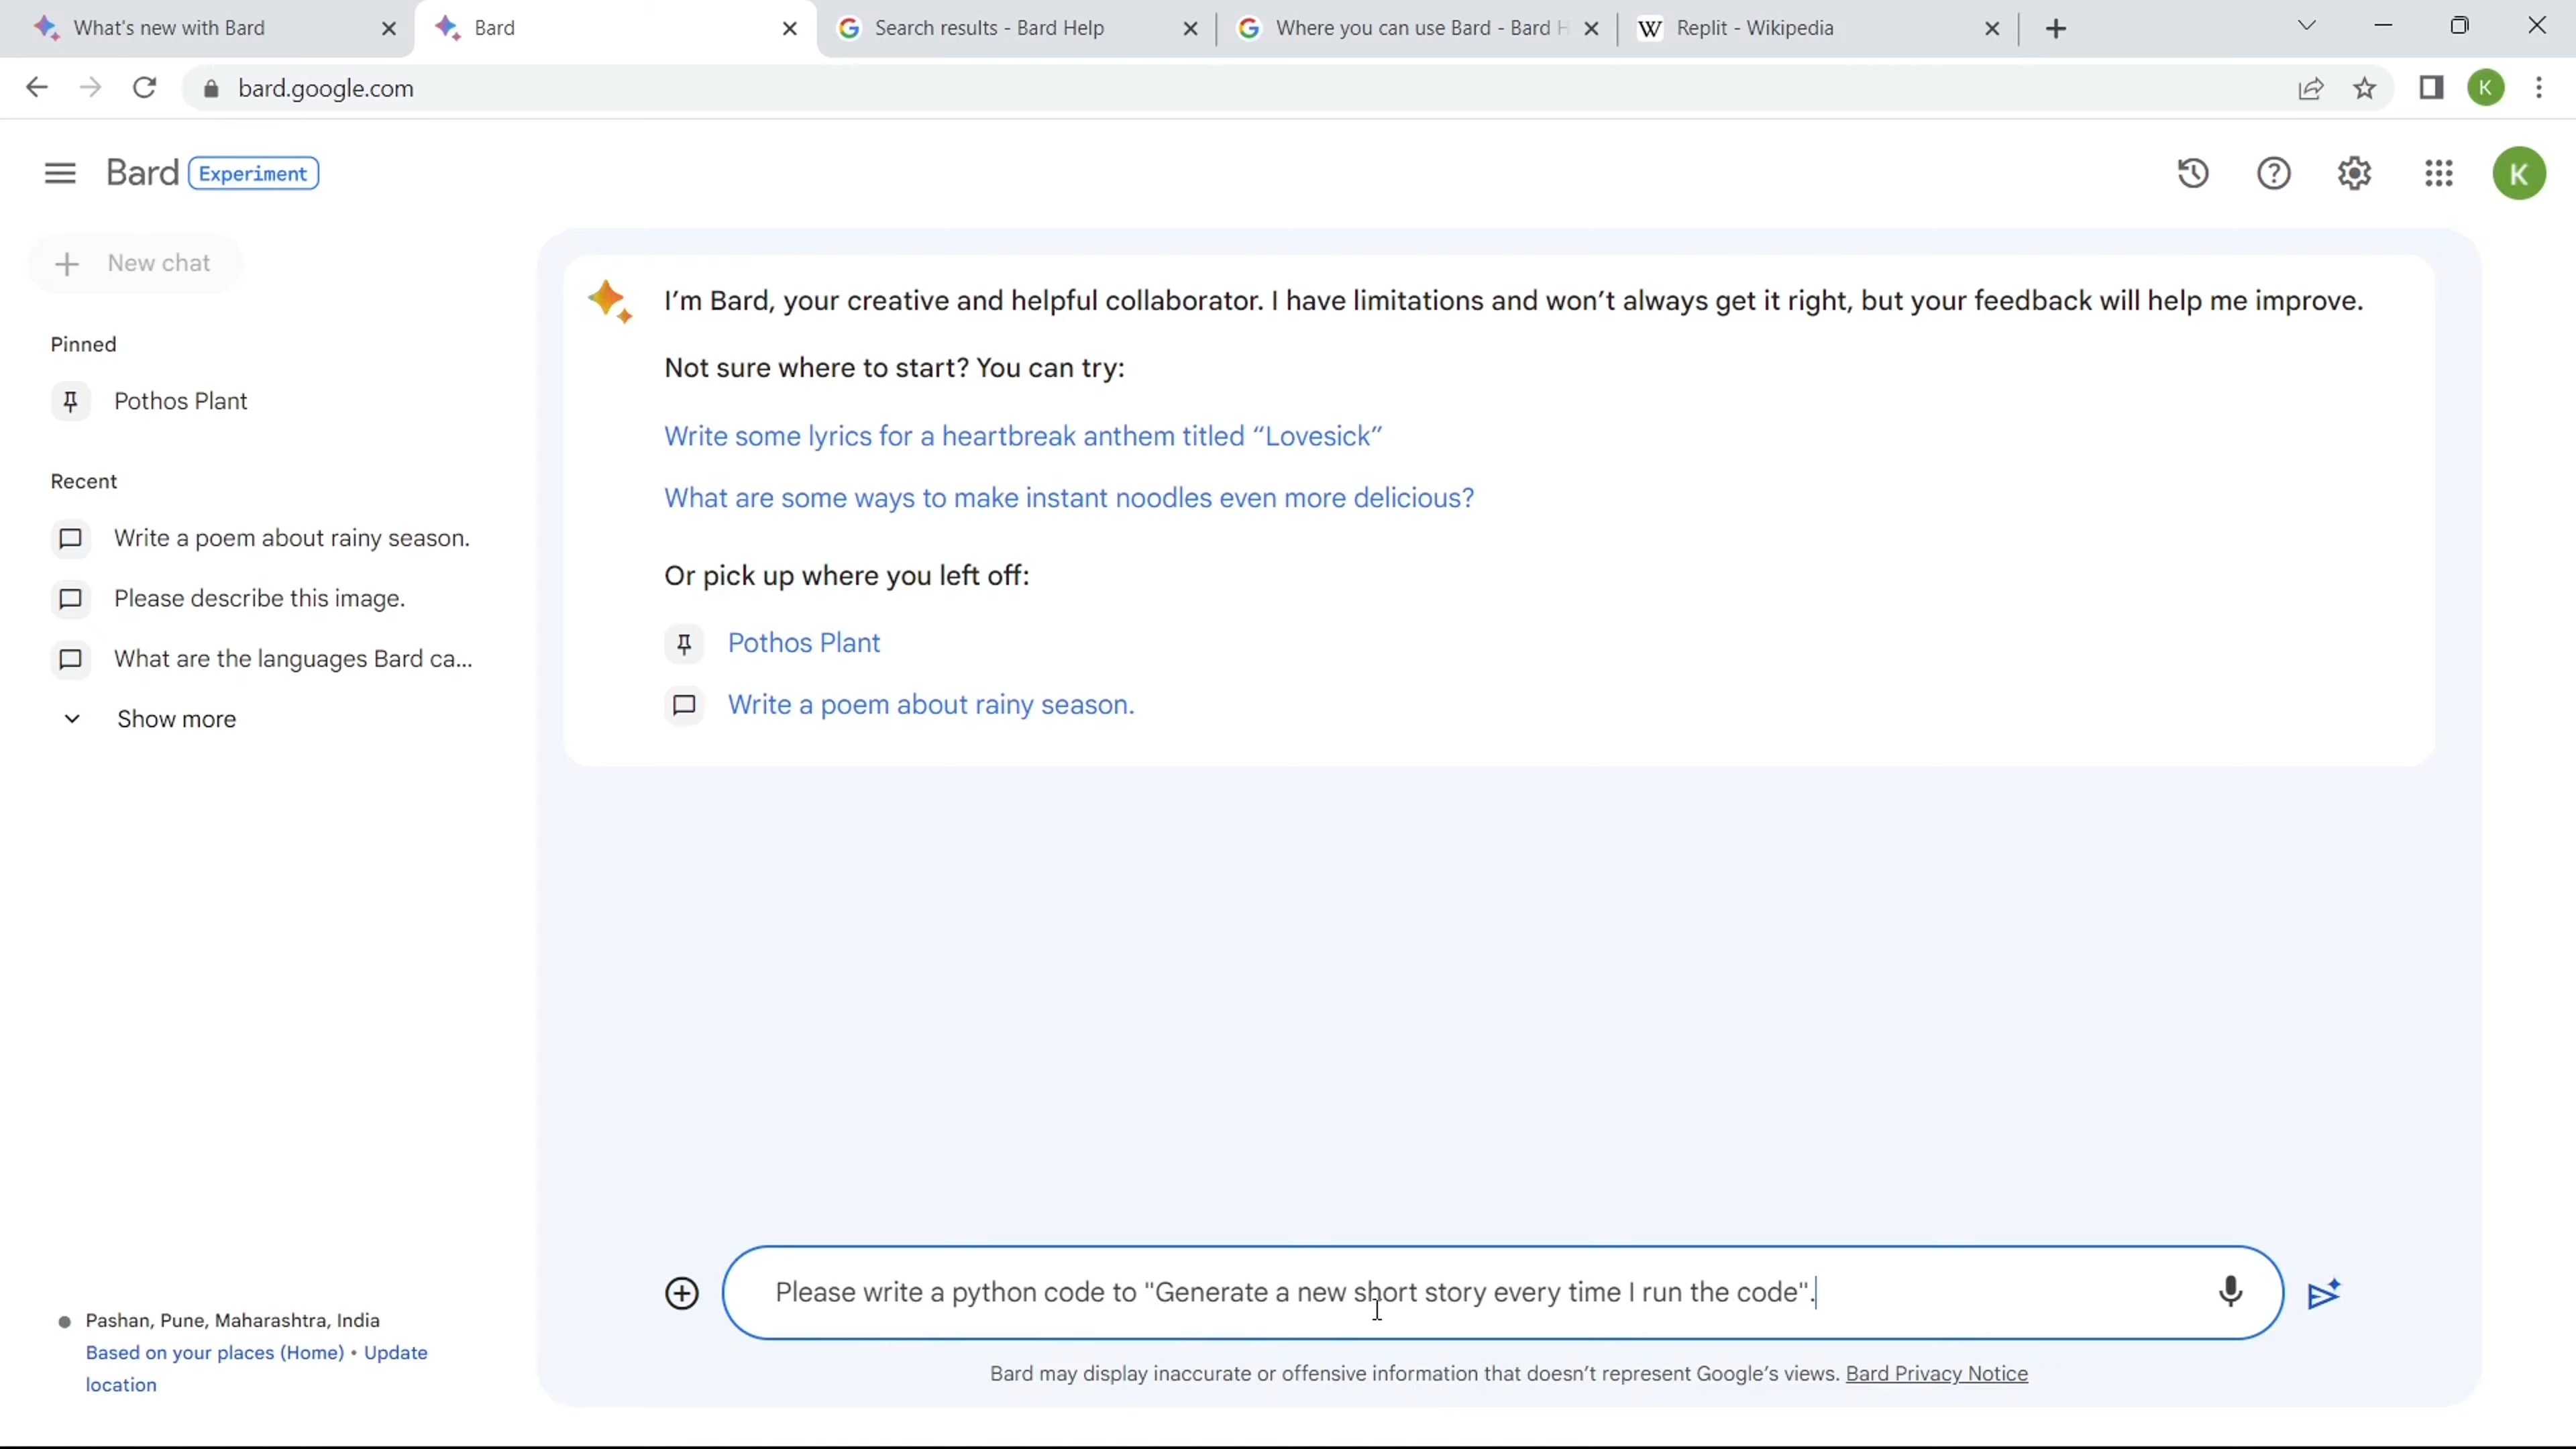 What's new with Bard
Bard
Search results - Bard Help
Where you can use Bard - Bard H
Replit - Wikipedia
bard.google.com
K
Bard Experiment
K
New chat
Pinned
Pothos Plant
Recent
Write a poem about rainy season.
Please describe this image.
What are the languages Bard ca...
Show more
I'm Bard, your creative and helpful collaborator. I have limitations and won't always get it right, but your feedback will help me improve.
Not sure where to start? You can try:
Write some lyrics for a heartbreak anthem titled “Lovesick”
What are some ways to make instant noodles even more delicious?
Or pick up where you left off:
Pothos Plant
Write a poem about rainy season.
Please write a python code to "Generate a new short story every time I run the code".
Bard may display inaccurate or offensive information that doesn't represent Google's views. Bard Privacy Notice
Pashan, Pune, Maharashtra, India
Based on your places (Home) • Update
location